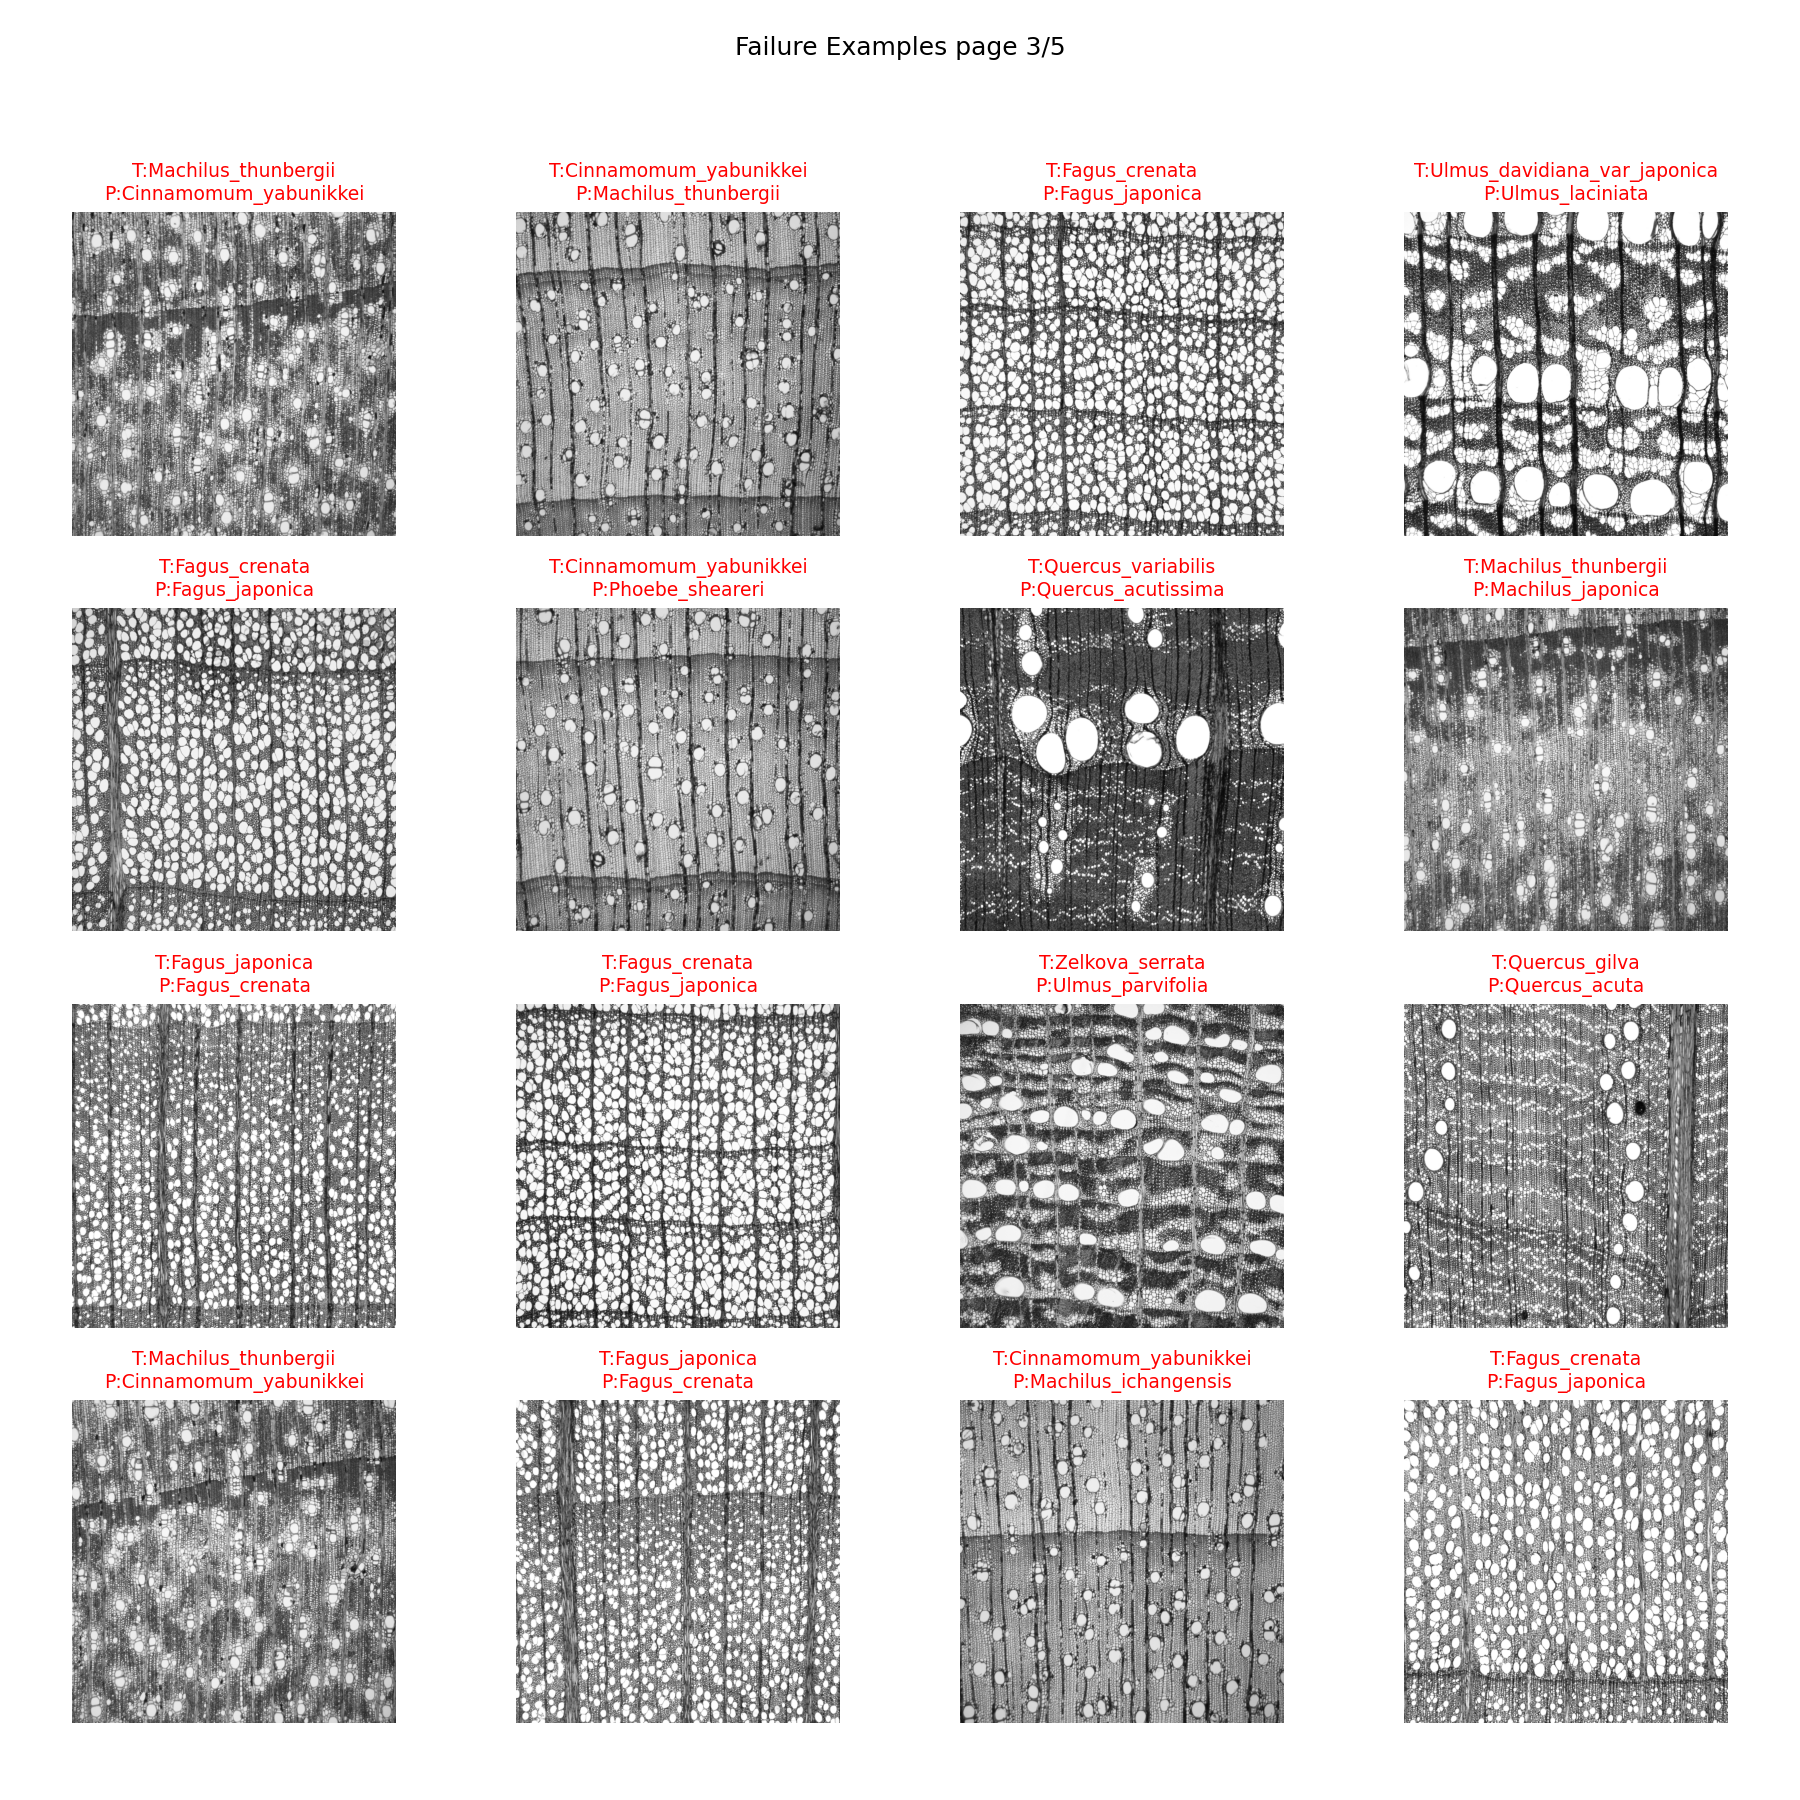 Failure Examples page 3/5
T:Machilus_thunbergii
P:Cinnamomum_yabunikkei
T:Cinnamomum_yabunikkei
P:Machilus_thunbergii
T:Fagus_crenata
P:Fagus_japonica
T:Ulmus_davidiana_var_japonica
P:Ulmus_laciniata
T:Fagus_crenata
P:Fagus_japonica
T:Cinnamomum_yabunikkei
P:Phoebe_sheareri
T:Quercus_variabilis
P:Quercus_acutissima
T:Machilus_thunbergii
P:Machilus_japonica
T:Fagus_japonica
P:Fagus_crenata
T:Fagus_crenata
P:Fagus_japonica
T:Zelkova_serrata
P:Ulmus_parvifolia
T:Quercus_gilva
P:Quercus_acuta
T:Machilus_thunbergii
P:Cinnamomum_yabunikkei
T:Fagus_japonica
P:Fagus_crenata
T:Cinnamomum_yabunikkei
P:Machilus_ichangensis
T:Fagus_crenata
P:Fagus_japonica